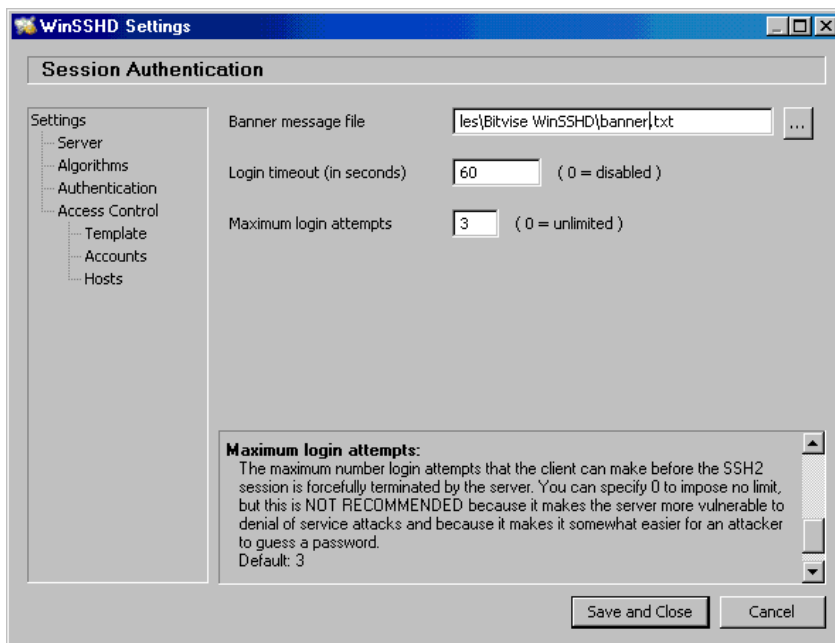 WinSSHD Settings
Session Authentication
Settings
Server
Algorithms
Authentication
Access Control
Template
Accounts
Hosts
Banner message file
les\Bitvise WinSSHD\banner.txt
...
Login timeout (in seconds)
60
( 0 = disabled )
Maximum login attempts
3
( 0 = unlimited )
Maximum login attempts:
The maximum number login attempts that the client can make before the SSH2
session is forcefully terminated by the server. You can specify 0 to impose no limit,
but this is NOT RECOMMENDED because it makes the server more vulnerable to
denial of service attacks and because it makes it somewhat easier for an attacker
to guess a password.
Default: 3
Save and Close
Cancel